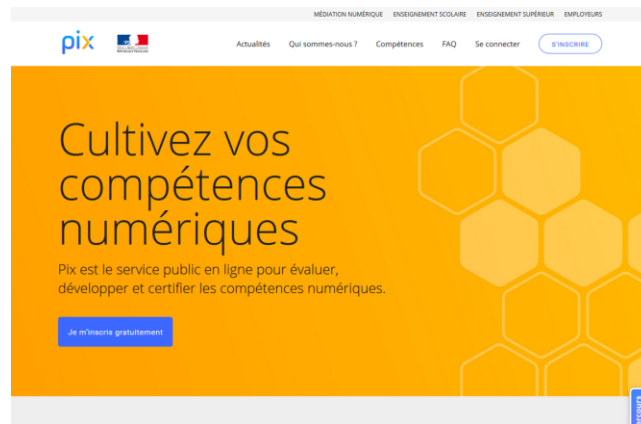 MÉDIATION NUMÉRIQUE ENSEIGNEMENT SCOLAIRE ENSEIGNEMENT SUPÉRIEUR EMPLOYEURS
pix Actualités Qui sommes-nous ? Compétences FAQ Se connecter S'INSCRIRE
Cultivez vos
compétences
numériques
Pix est le service public en ligne pour évaluer,
développer et certifier les compétences numériques.
Je m'inscris gratuitement